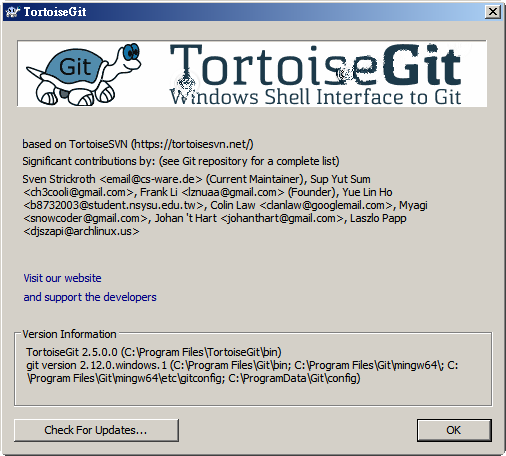 TortoiseGit
Git
TortoiseGit
Windows Shell Interface to Git
based on TortoiseSVN (https://tortoisesvn.net/)
Significant contributions by: (see Git repository for a complete list)
Sven Strickroth <email@cs-ware.de> (Current Maintainer), Sup Yut Sum
<ch3cooli@gmail.com>, Frank Li <lznuaa@gmail.com> (Founder), Yue Lin Ho
<b8732003@student.nsysu.edu.tw>, Colin Law <clanlaw@googlemail.com>, Myagi
<snowcoder@gmail.com>, Johan 't Hart <johanthart@gmail.com>, Laszlo Papp
<djszapi@archlinux.us>
Visit our website
and support the developers
Version Information
TortoiseGit 2.5.0.0 (C:\Program Files\TortoiseGit\bin)
git version 2.12.0.windows.1 (C:\Program Files\Git\bin; C:\Program Files\Git\mingw64\; C:
\Program Files\Git\mingw64\etc\gitconfig; C:\ProgramData\Git\config)
Check For Updates...
OK